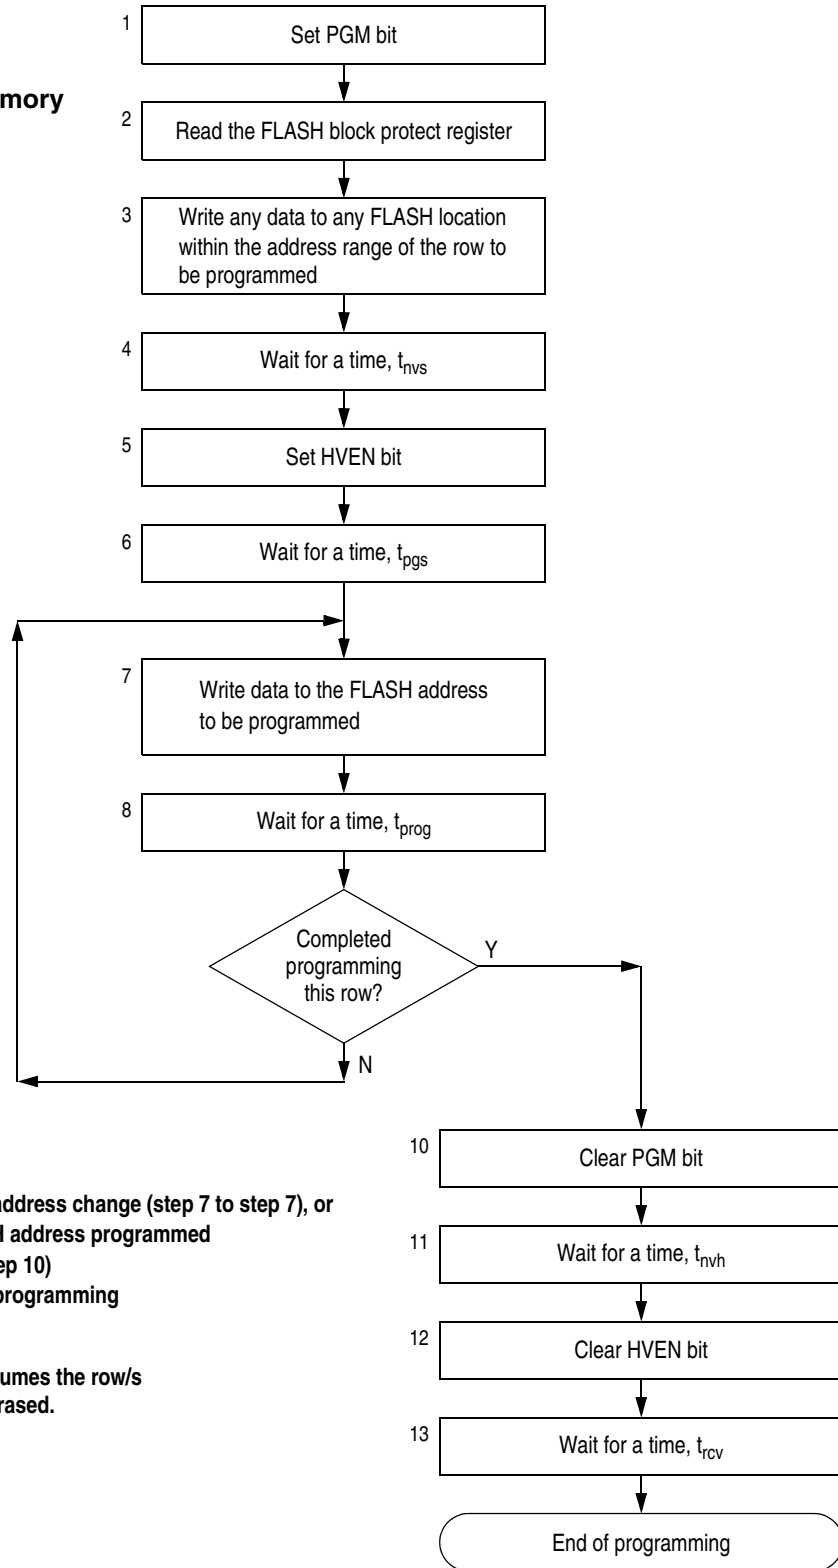 1
Set PGM bit
mory
2
Read the FLASH block protect register
3
Write any data to any FLASH location
within the address range of the row to
be programmed
4
Wait for a time, tnvs
5
Set HVEN bit
6
Wait for a time, tpgs
7
Write data to the FLASH address
to be programmed
8
Wait for a time, tprog
Completed
programming
this row?
Y
N
10
Clear PGM bit
address change (step 7 to step 7), or
H address programmed
ep 10)
programming
11
Wait for a time, tnvh
12
Clear HVEN bit
umes the row/s
rased.
13
Wait for a time, trcv
End of programming